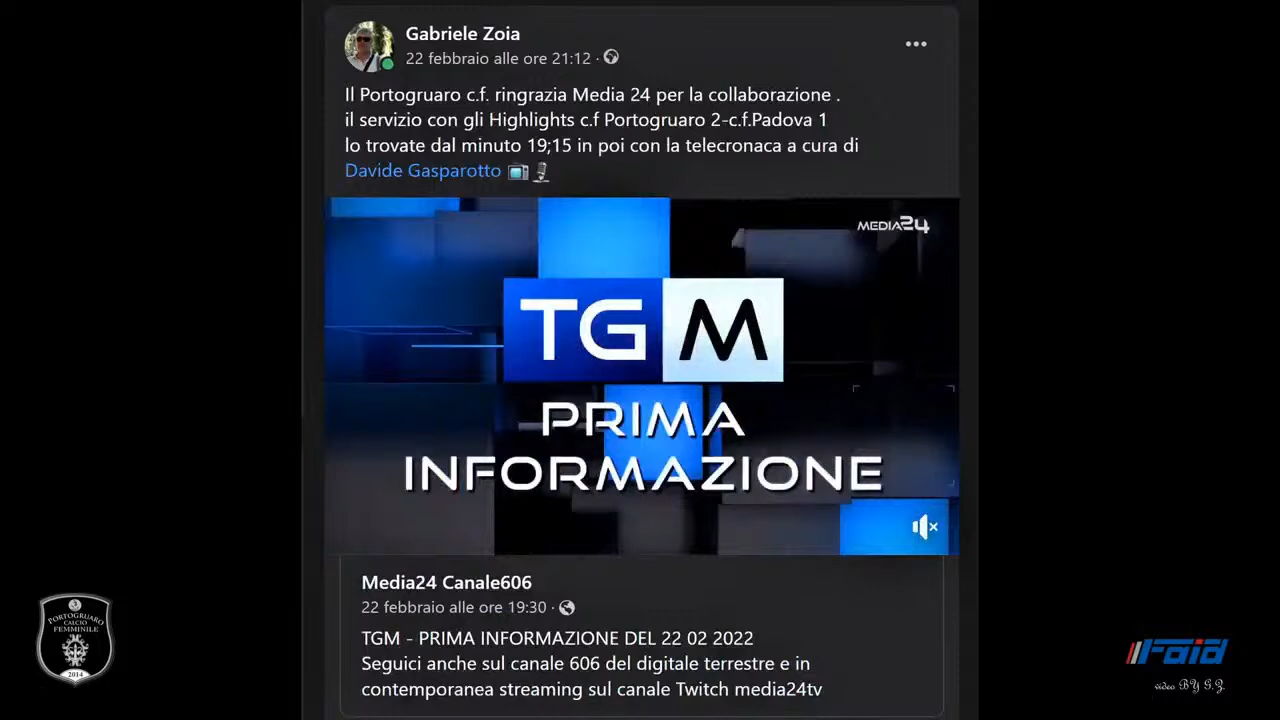 Gabriele Zoia
22 febbraio alle ore 21:12 ·
Il Portogruaro c.f. ringrazia Media 24 per la collaborazione .
il servizio con gli Highlights c.f Portogruaro 2-c.f.Padova 1
lo trovate dal minuto 19;15 in poi con la telecronaca a cura di
Davide Gasparotto
MEDIA24
TGM
PRIMA
INFORMAZIONE
Media24 Canale606
22 febbraio alle ore 19:30 ·
TGM - PRIMA INFORMAZIONE DEL 22 02 2022
Seguici anche sul canale 606 del digitale terrestre e in
contemporanea streaming sul canale Twitch media24tv
PORTOGRUARO
CALCIO
FEMMINILE
2014
Faid
video BY G.Z.